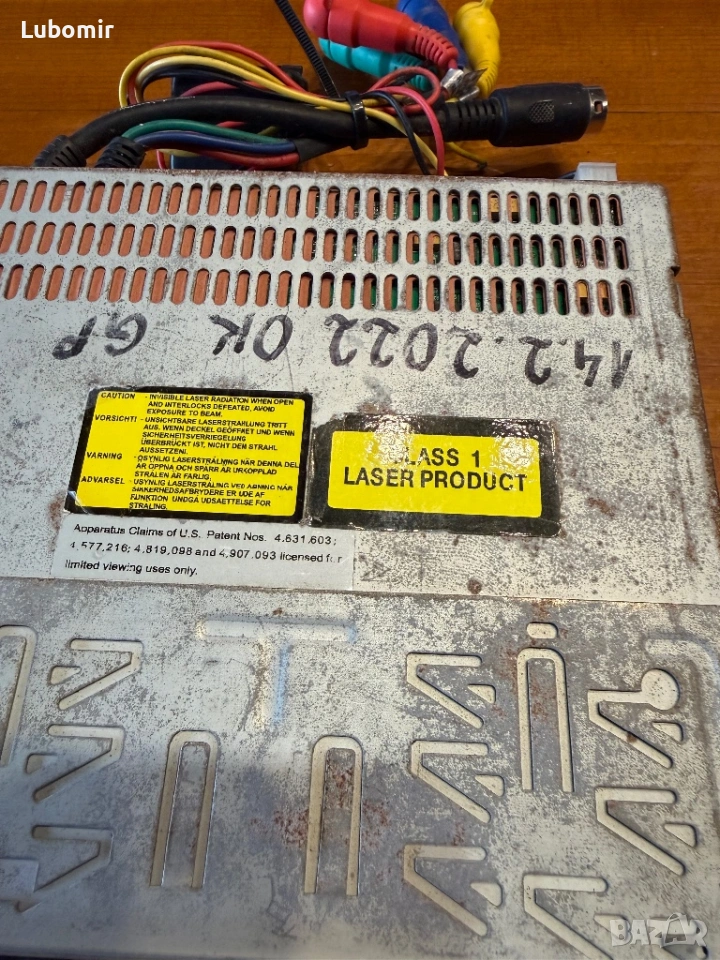 Lubomir
14.2.2022 OK GP
CAUTION - INVISIBLE LASER RADIATION WHEN OPEN
AND INTERLOCKS DEFEATED, AVOID
EXPOSURE TO BEAM.
VORSICHT! - UNSICHTBARE LASERSTRAHLUNG TRITT
AUS. WENN DECKEL GEÖFFNET UND WENN
SICHERHEITSVERRIEGELUNG
ÜBERBRÜCKT IST, NICHT DEN STRAHL
AUSSETZEN!
VARNING - OSYNLIG LASERSTRÅLNING NÄR DENNA DEL
ÄR ÖPPNA OCH SPÄRR ÄR URKOPPLAD
STRÅLEN ÄR FARLIG.
ADVARSEL - USYNLIG LASERSTRÅLING VED ÅBNING NÅR
SIKKERHEDSAFBRYDERE ER UDE AF
FUNKTION UNDGÅ UDSAETTELSE FOR
STRÅLING.
CLASS 1
LASER PRODUCT
Apparatus Claims of U.S. Patent Nos. 4.631.603;
4,577,216; 4,819,098 and 4,907,093 licensed for
limited viewing uses only.
BAZAR